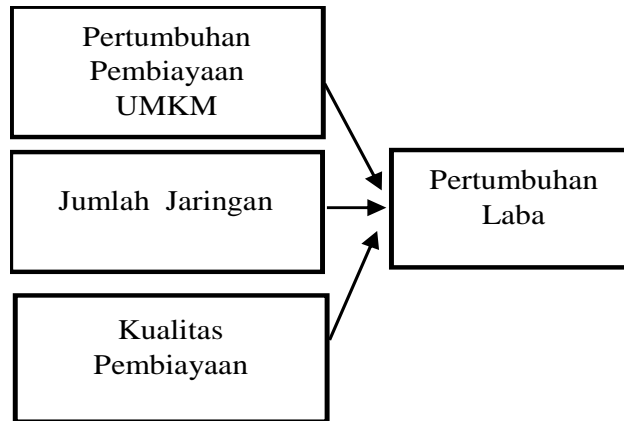 Pertumbuhan
Pembiayaan
UMKM
Jumlah Jaringan
Pertumbuhan
Laba
Kualitas
Pembiayaan